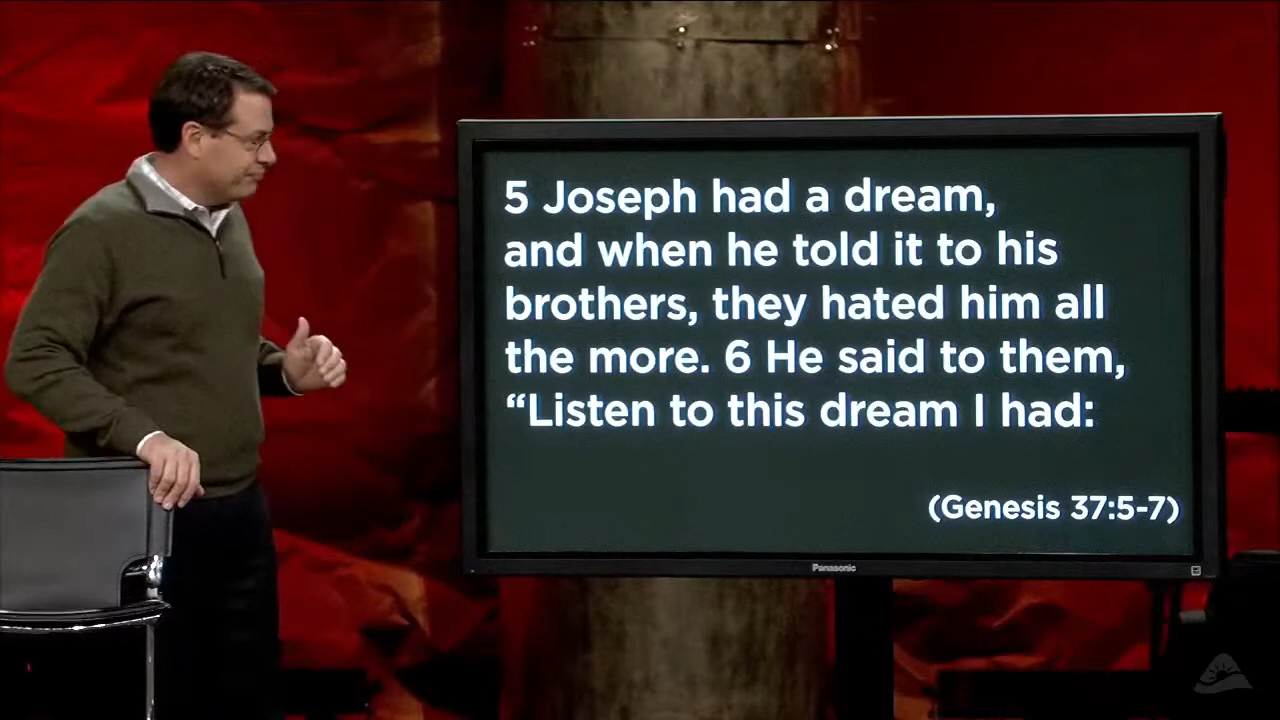 5 Joseph had a dream,
and when he told it to his
brothers, they hated him all
the more. 6 He said to them,
“Listen to this dream I had:
(Genesis 37:5-7)
Panasonic